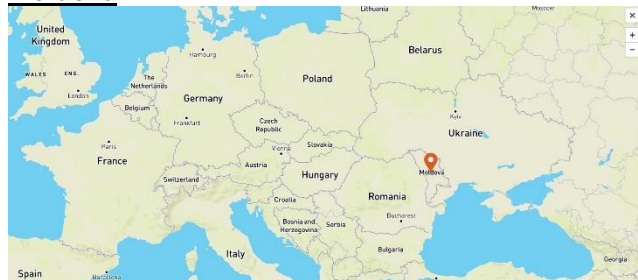 Lithuania
Moscow
×
United
Kingdom
Hamburg
Belarus
+
−
WALES
ENG.
The
Netherlands
Berlin
Poland
London
Germany
Belgium
Frankfurt
Czech
Republic
Kyiv
Ukraine
Paris
France
Vienna
Slovakia
Austria
Switzerland
Hungary
Moldova
Croatia
Romania
Bosnia and
Herzegovina
Serbia
Bucharest
Italy
Bulgaria
Georgia
Spain
Barcelona